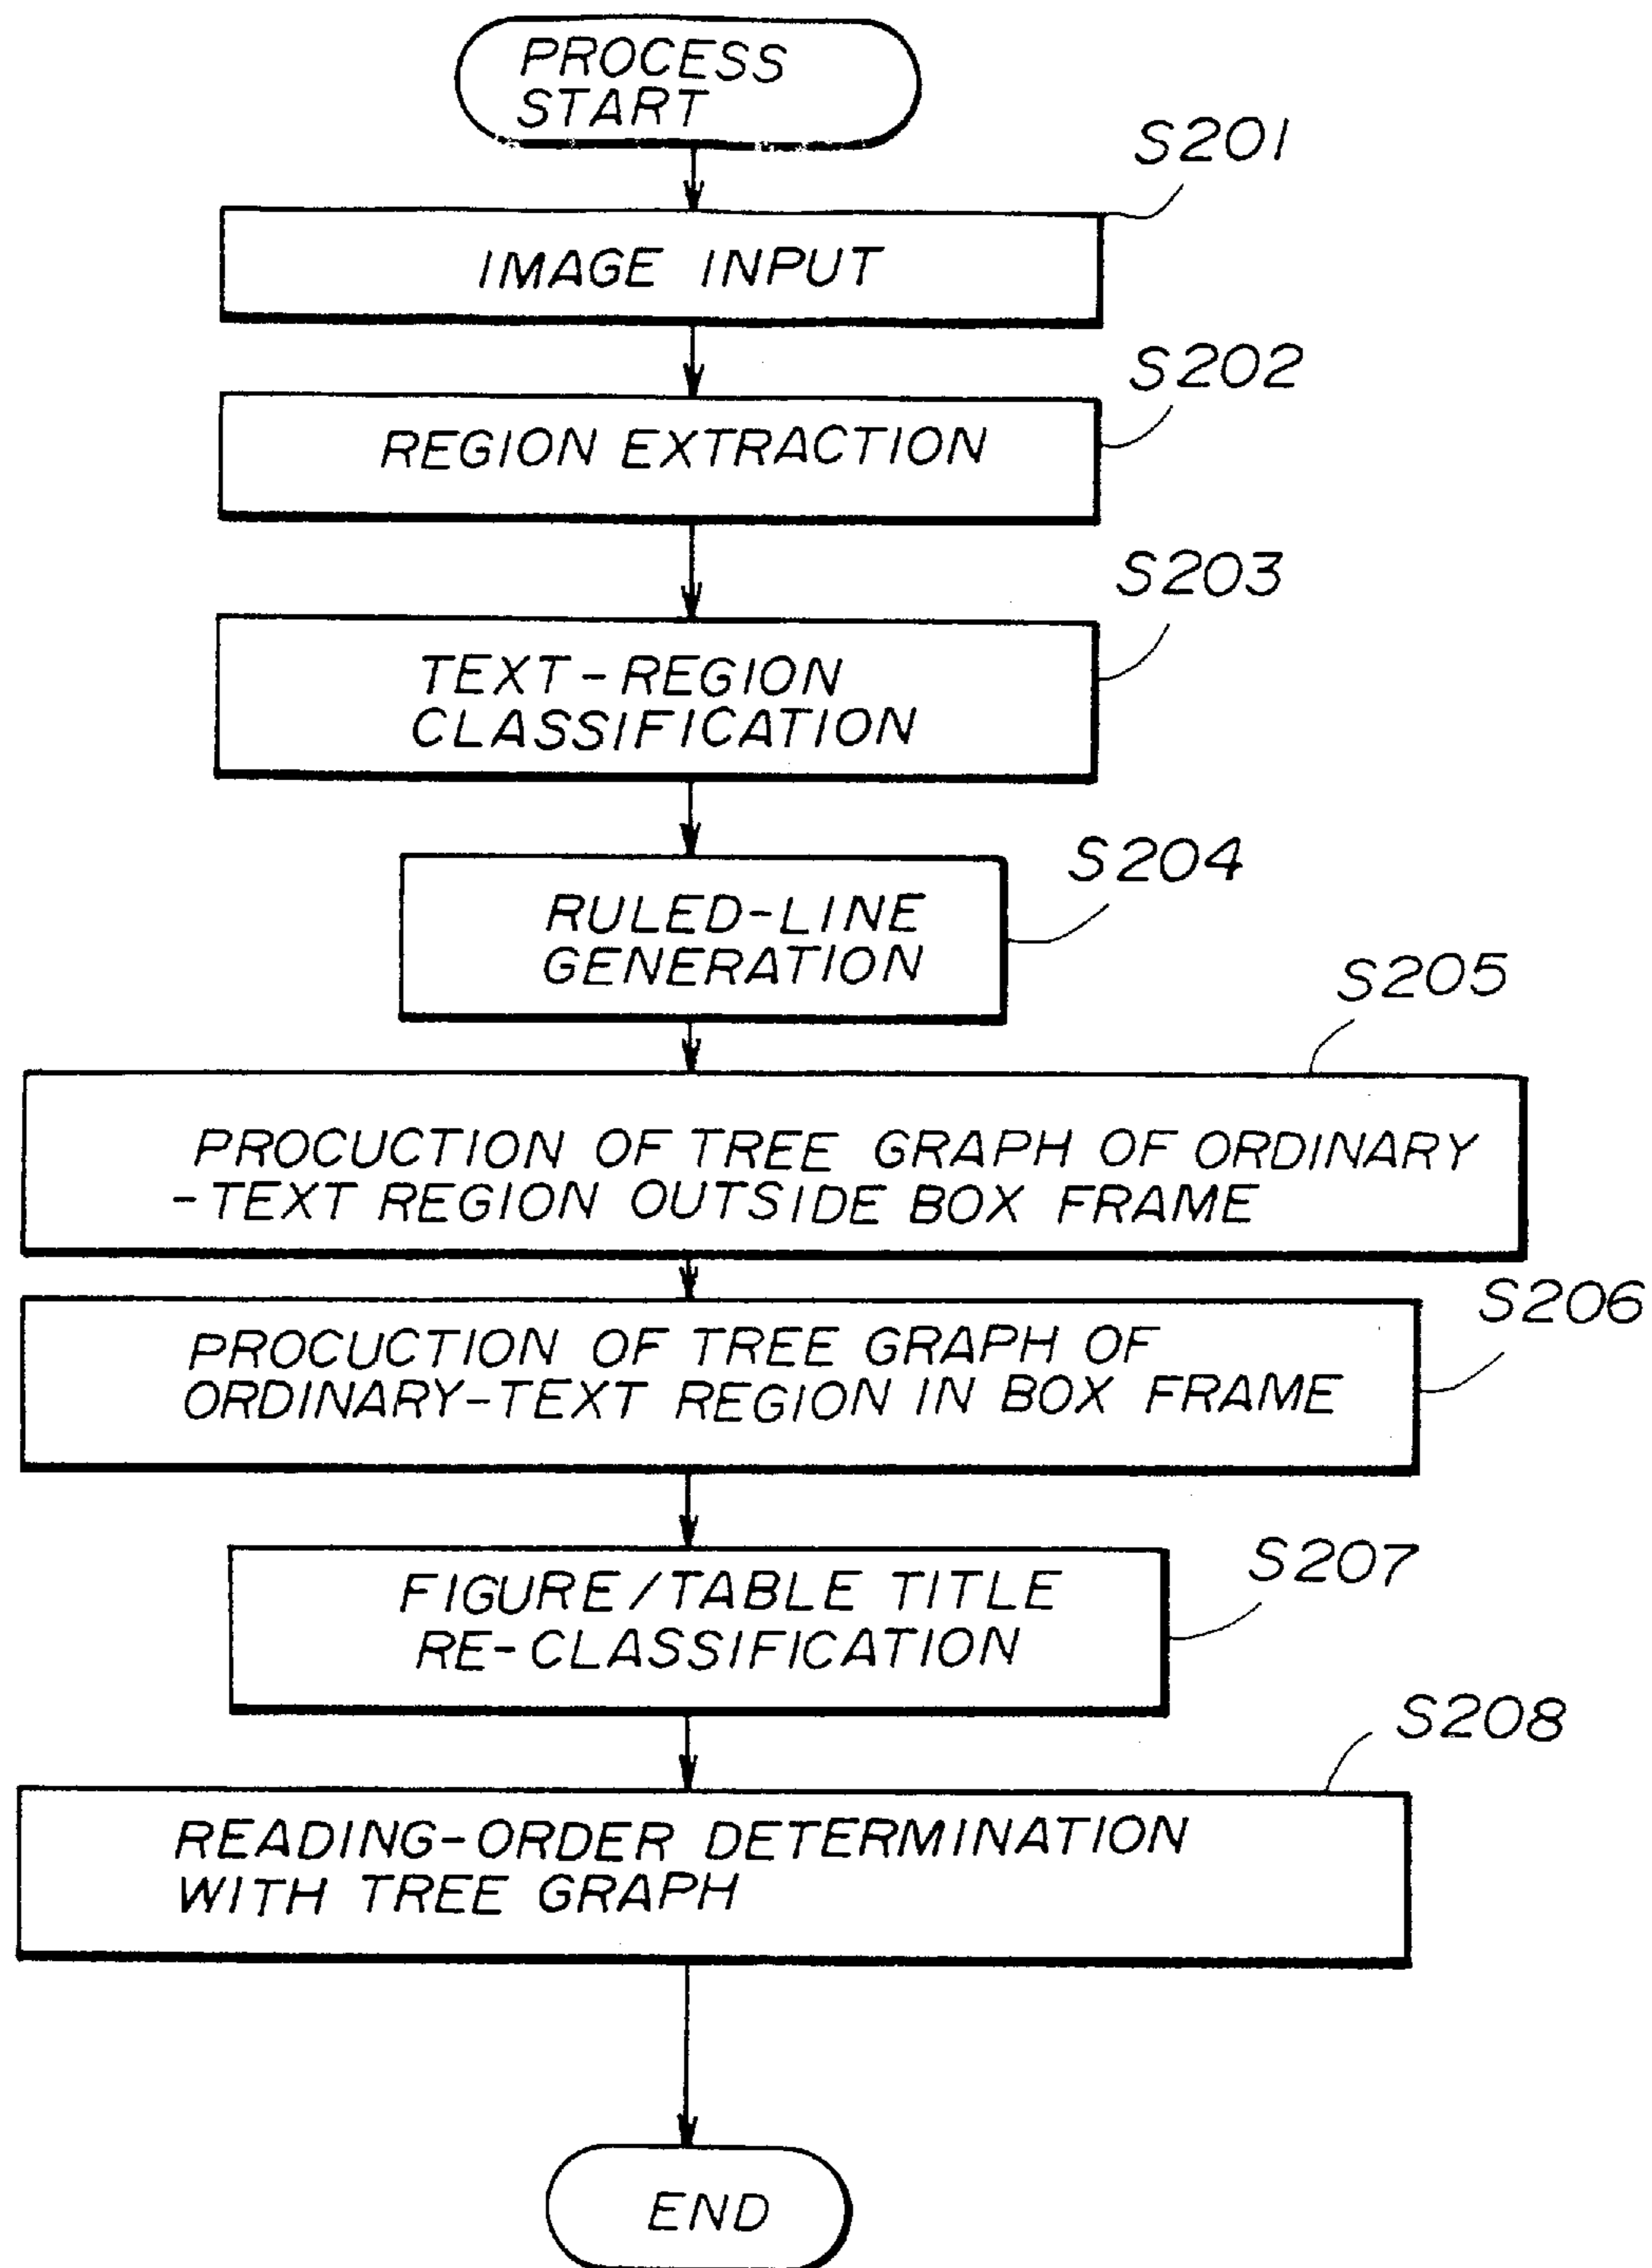 PROCESS
START
S201
IMAGE INPUT
S202
REGION EXTRACTION
S203
TEXT-REGION
CLASSIFICATION
S204
RULED-LINE
GENERATION
S205
PROCUCTION OF TREE GRAPH OF ORDINARY
-TEXT REGION OUTSIDE BOX FRAME
S206
PROCUCTION OF TREE GRAPH OF
ORDINARY-TEXT REGION IN BOX FRAME
S207
FIGURE/TABLE TITLE
RE-CLASSIFICATION
S208
READING-ORDER DETERMINATION
WITH TREE GRAPH
END